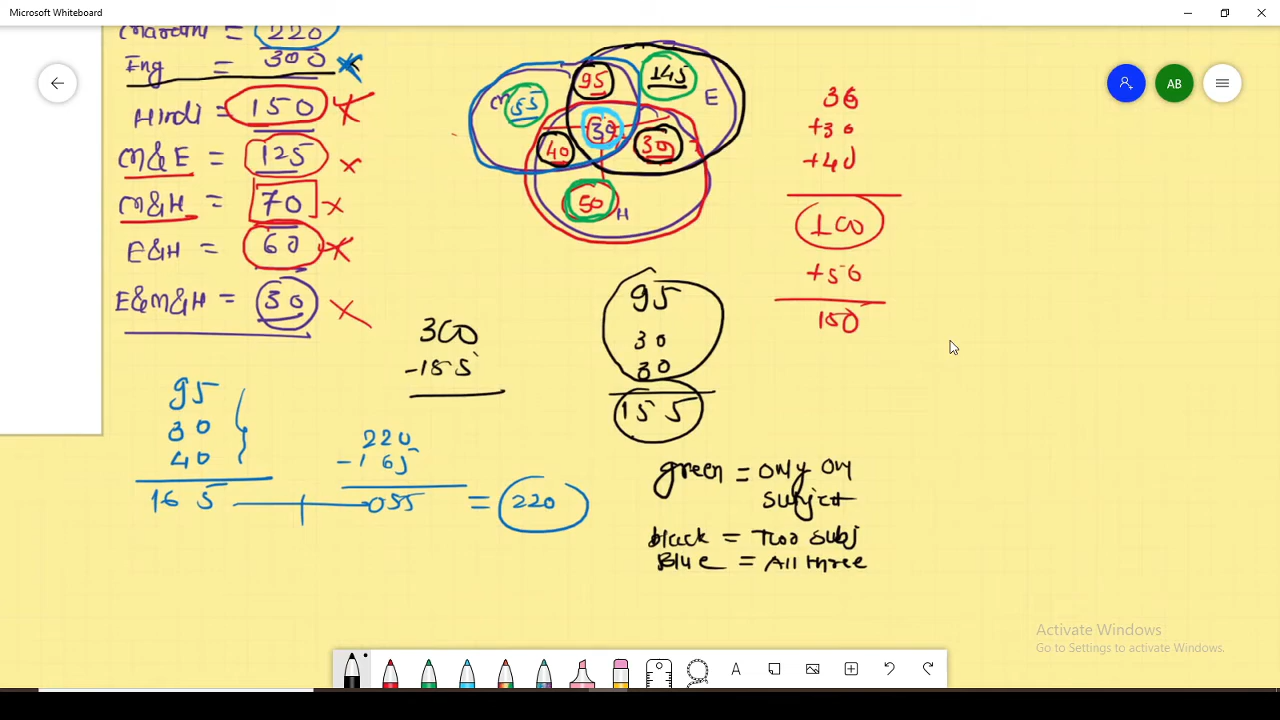 Microsoft Whiteboard
Marathi = 220
Eng = 300
Hindi = 150
M&E = 125
M&H = 70
E&H = 60
E&M&H = 30
M
55
95
145
E
30
40
30
50
H
30
+30
+40
100
+50
150
AB
300
-155
95
30
30
155
95
30
40
165
220
-165
055 = 220
green = only on
subject
black = Two subj
Blue = All three
Activate Windows
Go to Settings to activate Windows.
A